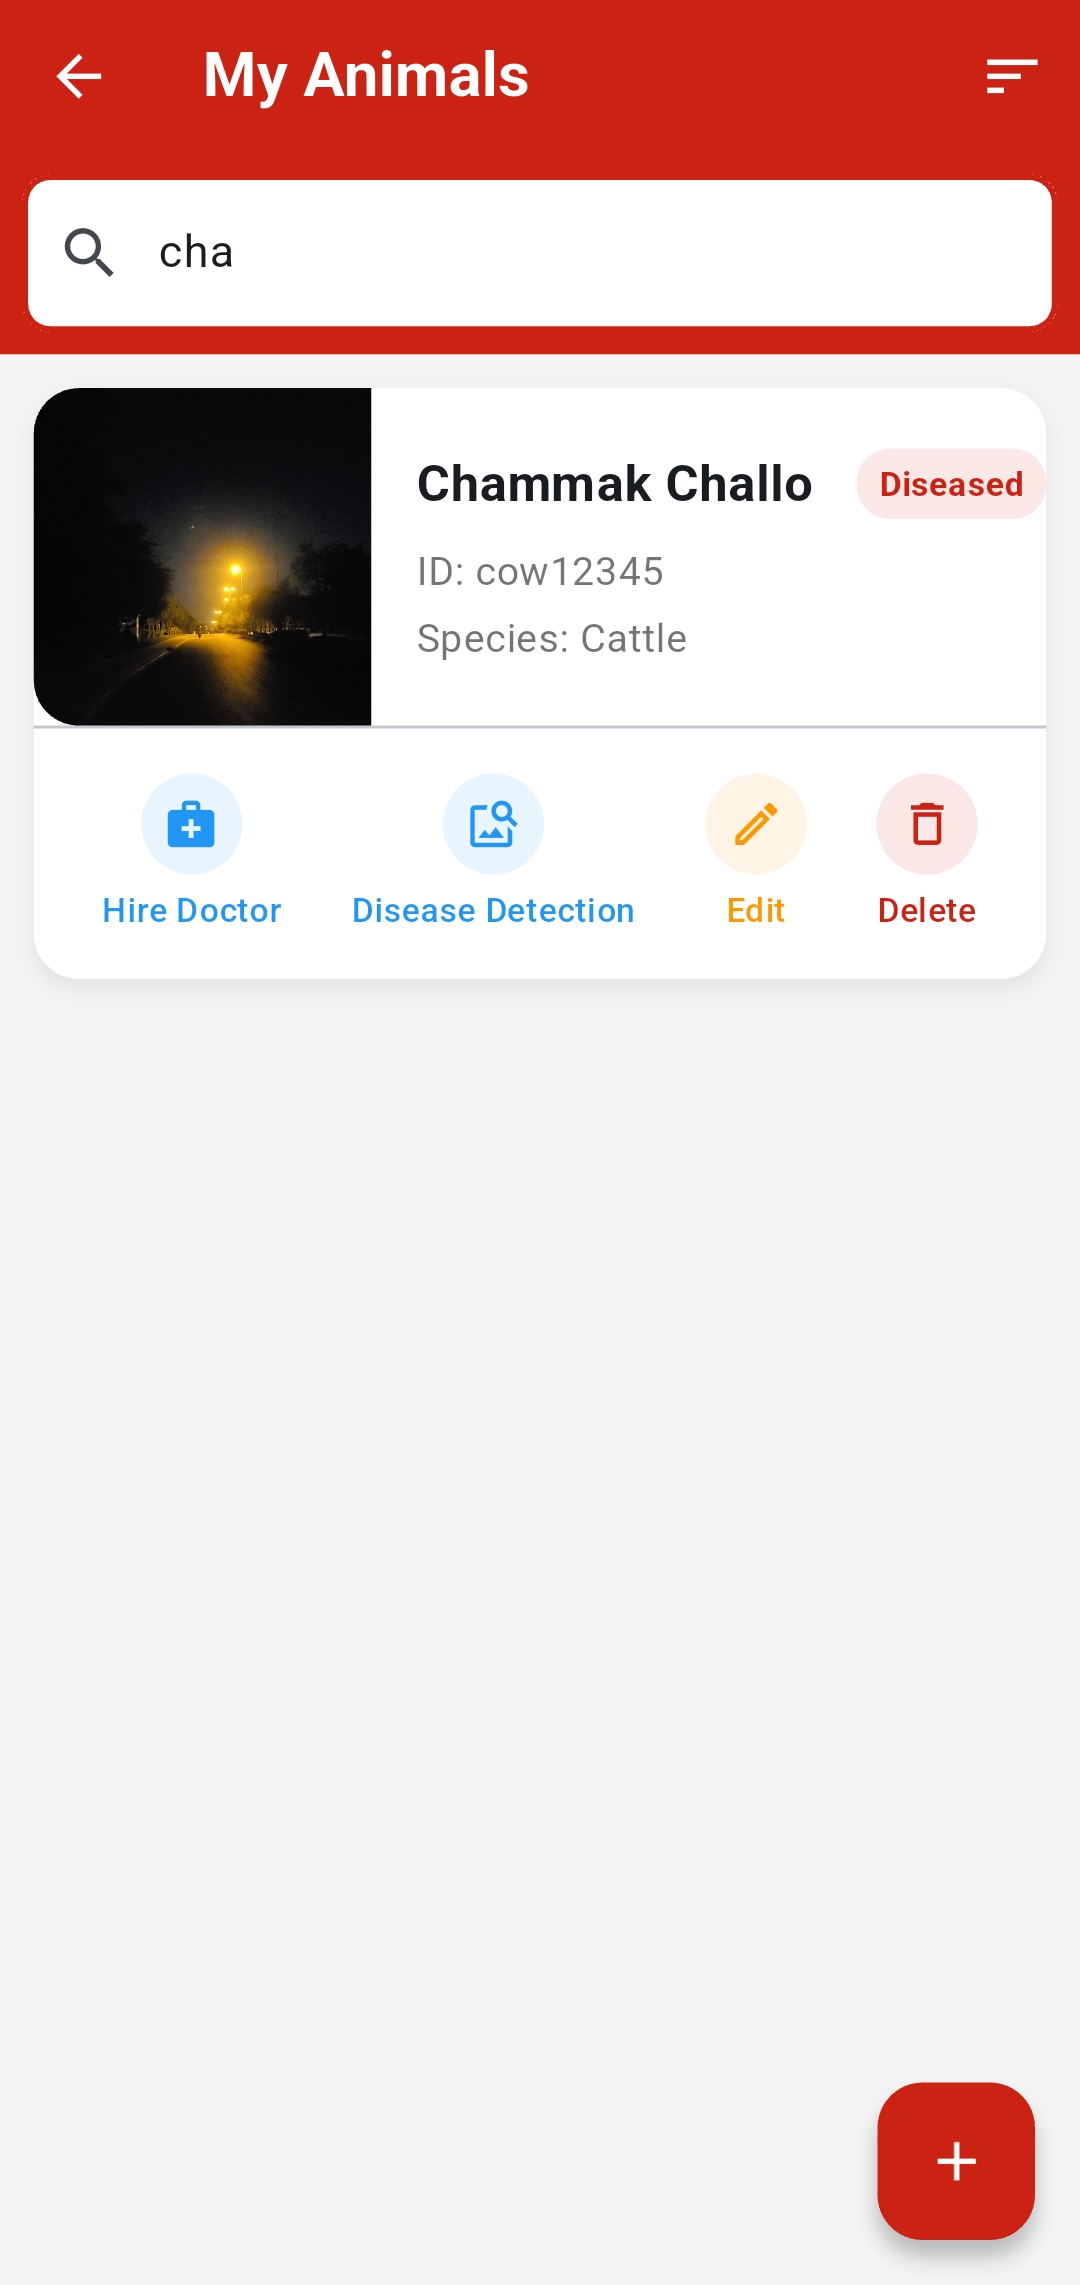 My Animals
cha
Chammak Challo
Diseased
ID: cow12345
Species: Cattle
Hire Doctor
Disease Detection
Edit
Delete